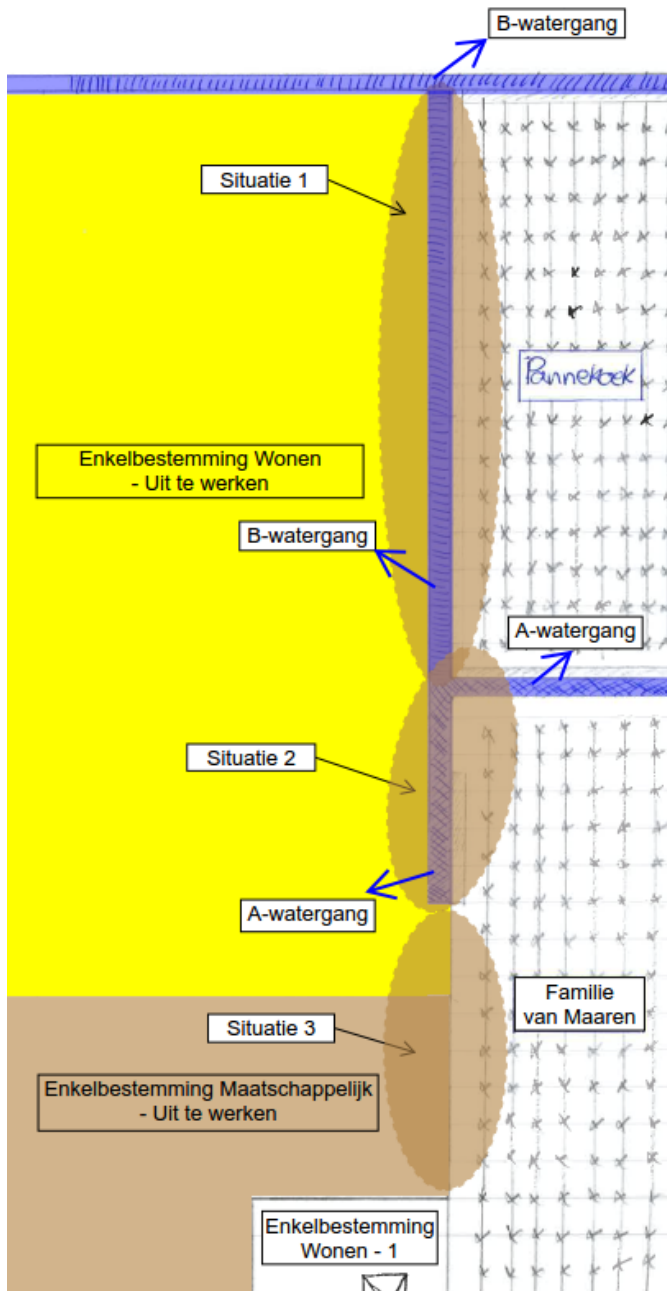 B-watergang
Situatie 1
Pannekoek
Enkelbestemming Wonen
- Uit te werken
B-watergang
A-watergang
Situatie 2
A-watergang
Familie
van Maaren
Situatie 3
Enkelbestemming Maatschappelijk
- Uit te werken
Enkelbestemming
Wonen - 1